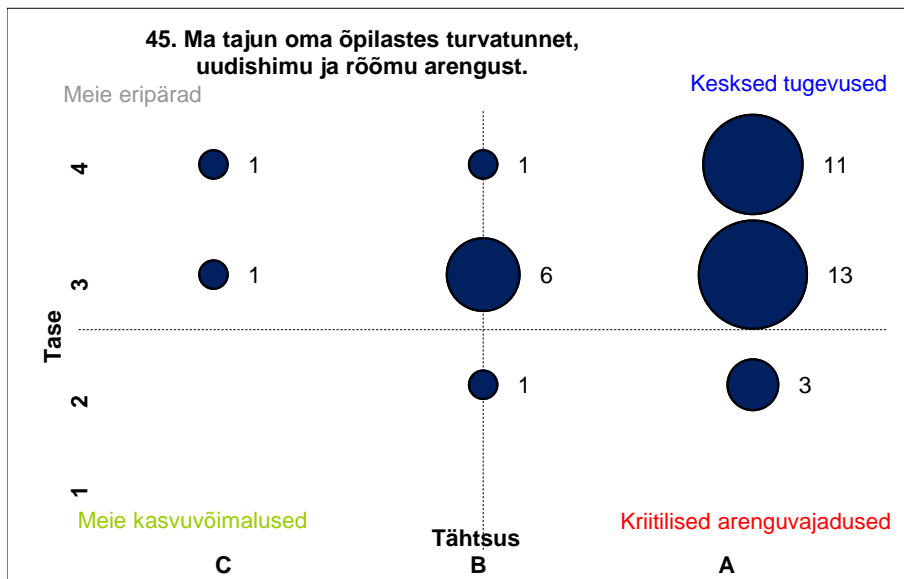 45. Ma tajun oma õpilastes turvatunnet,
uudishimu ja rõõmu arengust.
Meie eripärad
Kesksed tugevused
4
1
1
11
3
1
6
13
Tase
2
1
3
1
Meie kasvuvõimalused
Kriitilised arenguvajadused
Tähtsus
C
B
A